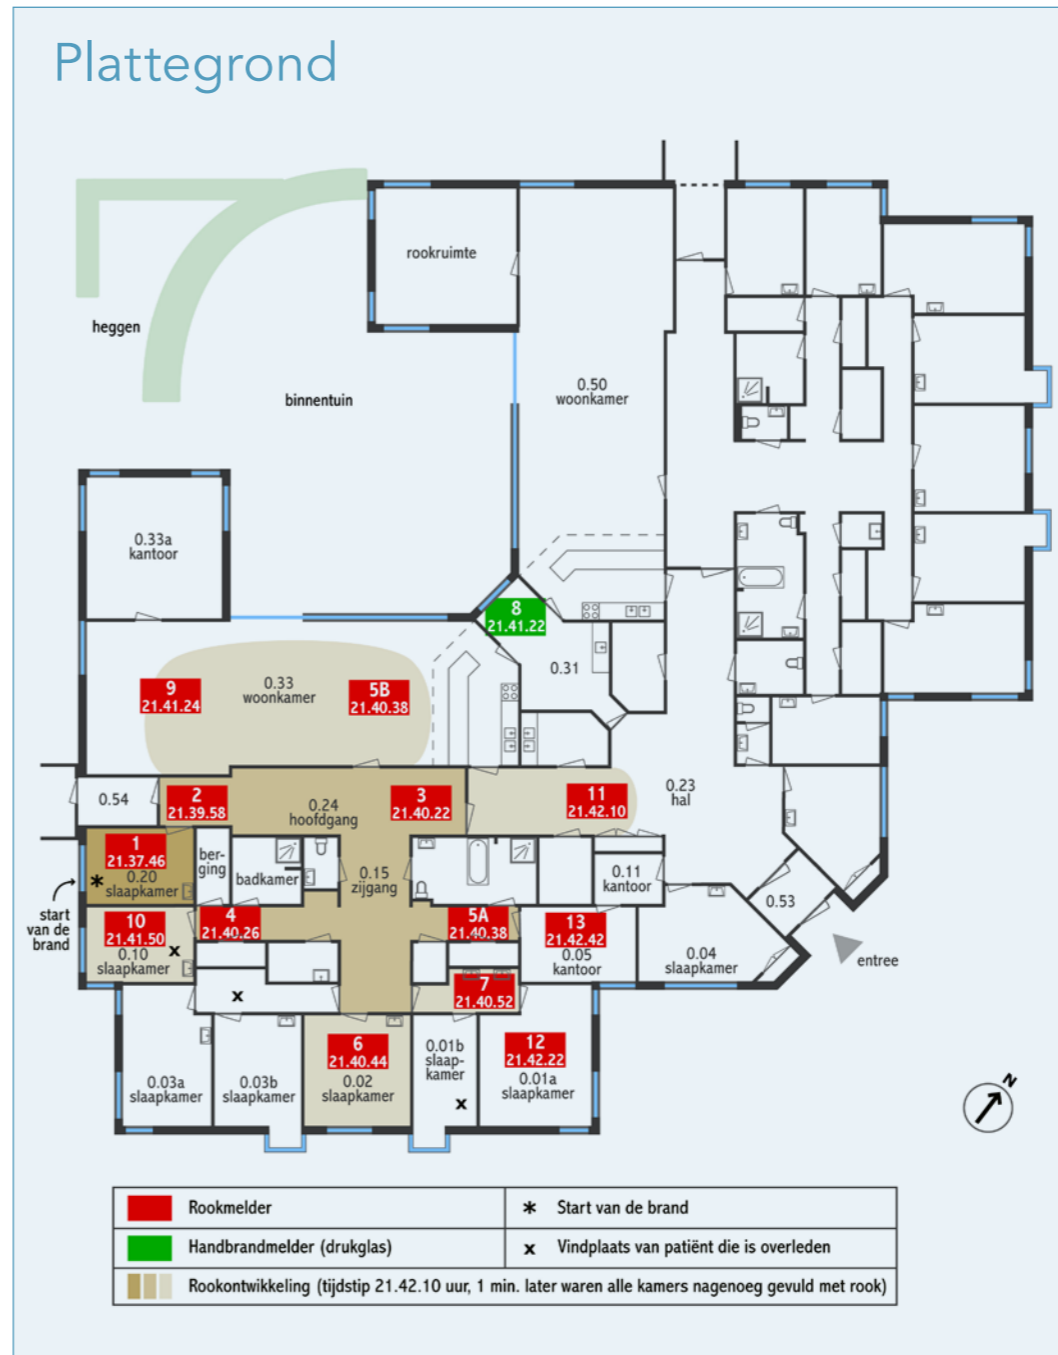 Plattegrond
rookruimte
heggen
0.50
woonkamer
binnentuin
0.33a
kantoor
8
21.41.22
0.31
9
21.41.24
0.33
woonkamer
5B
21.40.38
0.54
2
21.39.58
0.24
hoofdgang
3
21.40.22
11
21.42.10
0.23
hal
1
21.37.46
*
0.20
slaapkamer
ber-
ging
badkamer
0.15
zijgang
0.11
kantoor
0.53
start
van de
brand
10
21.41.50
0.10
slaapkamer
x
4
21.40.26
5A
21.40.38
13
21.42.42
0.05
kantoor
0.04
slaapkamer
entree
x
7
21.40.52
6
21.40.44
0.02
slaapkamer
0.01b
slaap-
kamer
x
12
21.42.22
0.01a
slaapkamer
0.03a
slaapkamer
0.03b
slaapkamer
N
Rookmelder
* Start van de brand
Handbrandmelder (drukglas)
x Vindplaats van patiënt die is overleden
Rookontwikkeling (tijdstip 21.42.10 uur, 1 min. later waren alle kamers nagenoeg gevuld met rook)